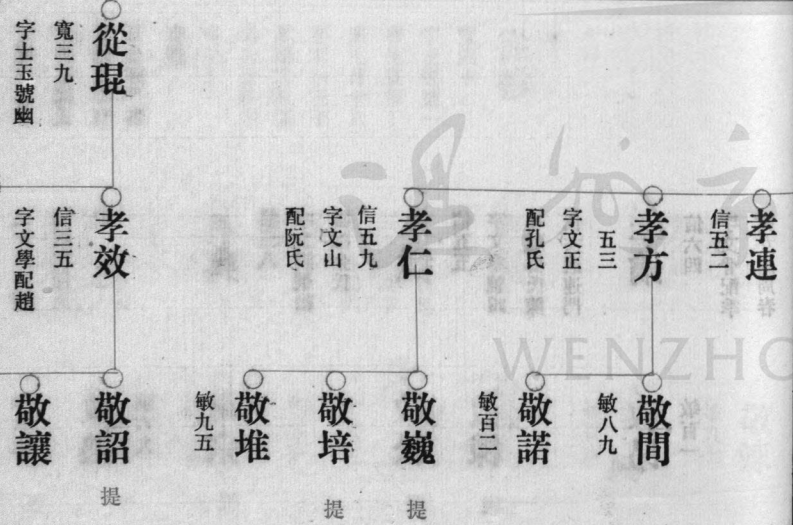 從琨
寬三九
字士玉號幽
孝連
信五二
孝方
五三
字文正
配孔氏
孝仁
信五九
字文山
配阮氏
孝效
信三五
字文學配趙
敬間
敏八九
敬諾
敏百二
敬巍
提
敬培
提
敬堆
敏九五
敬詔
提
敬讓
WENZHO